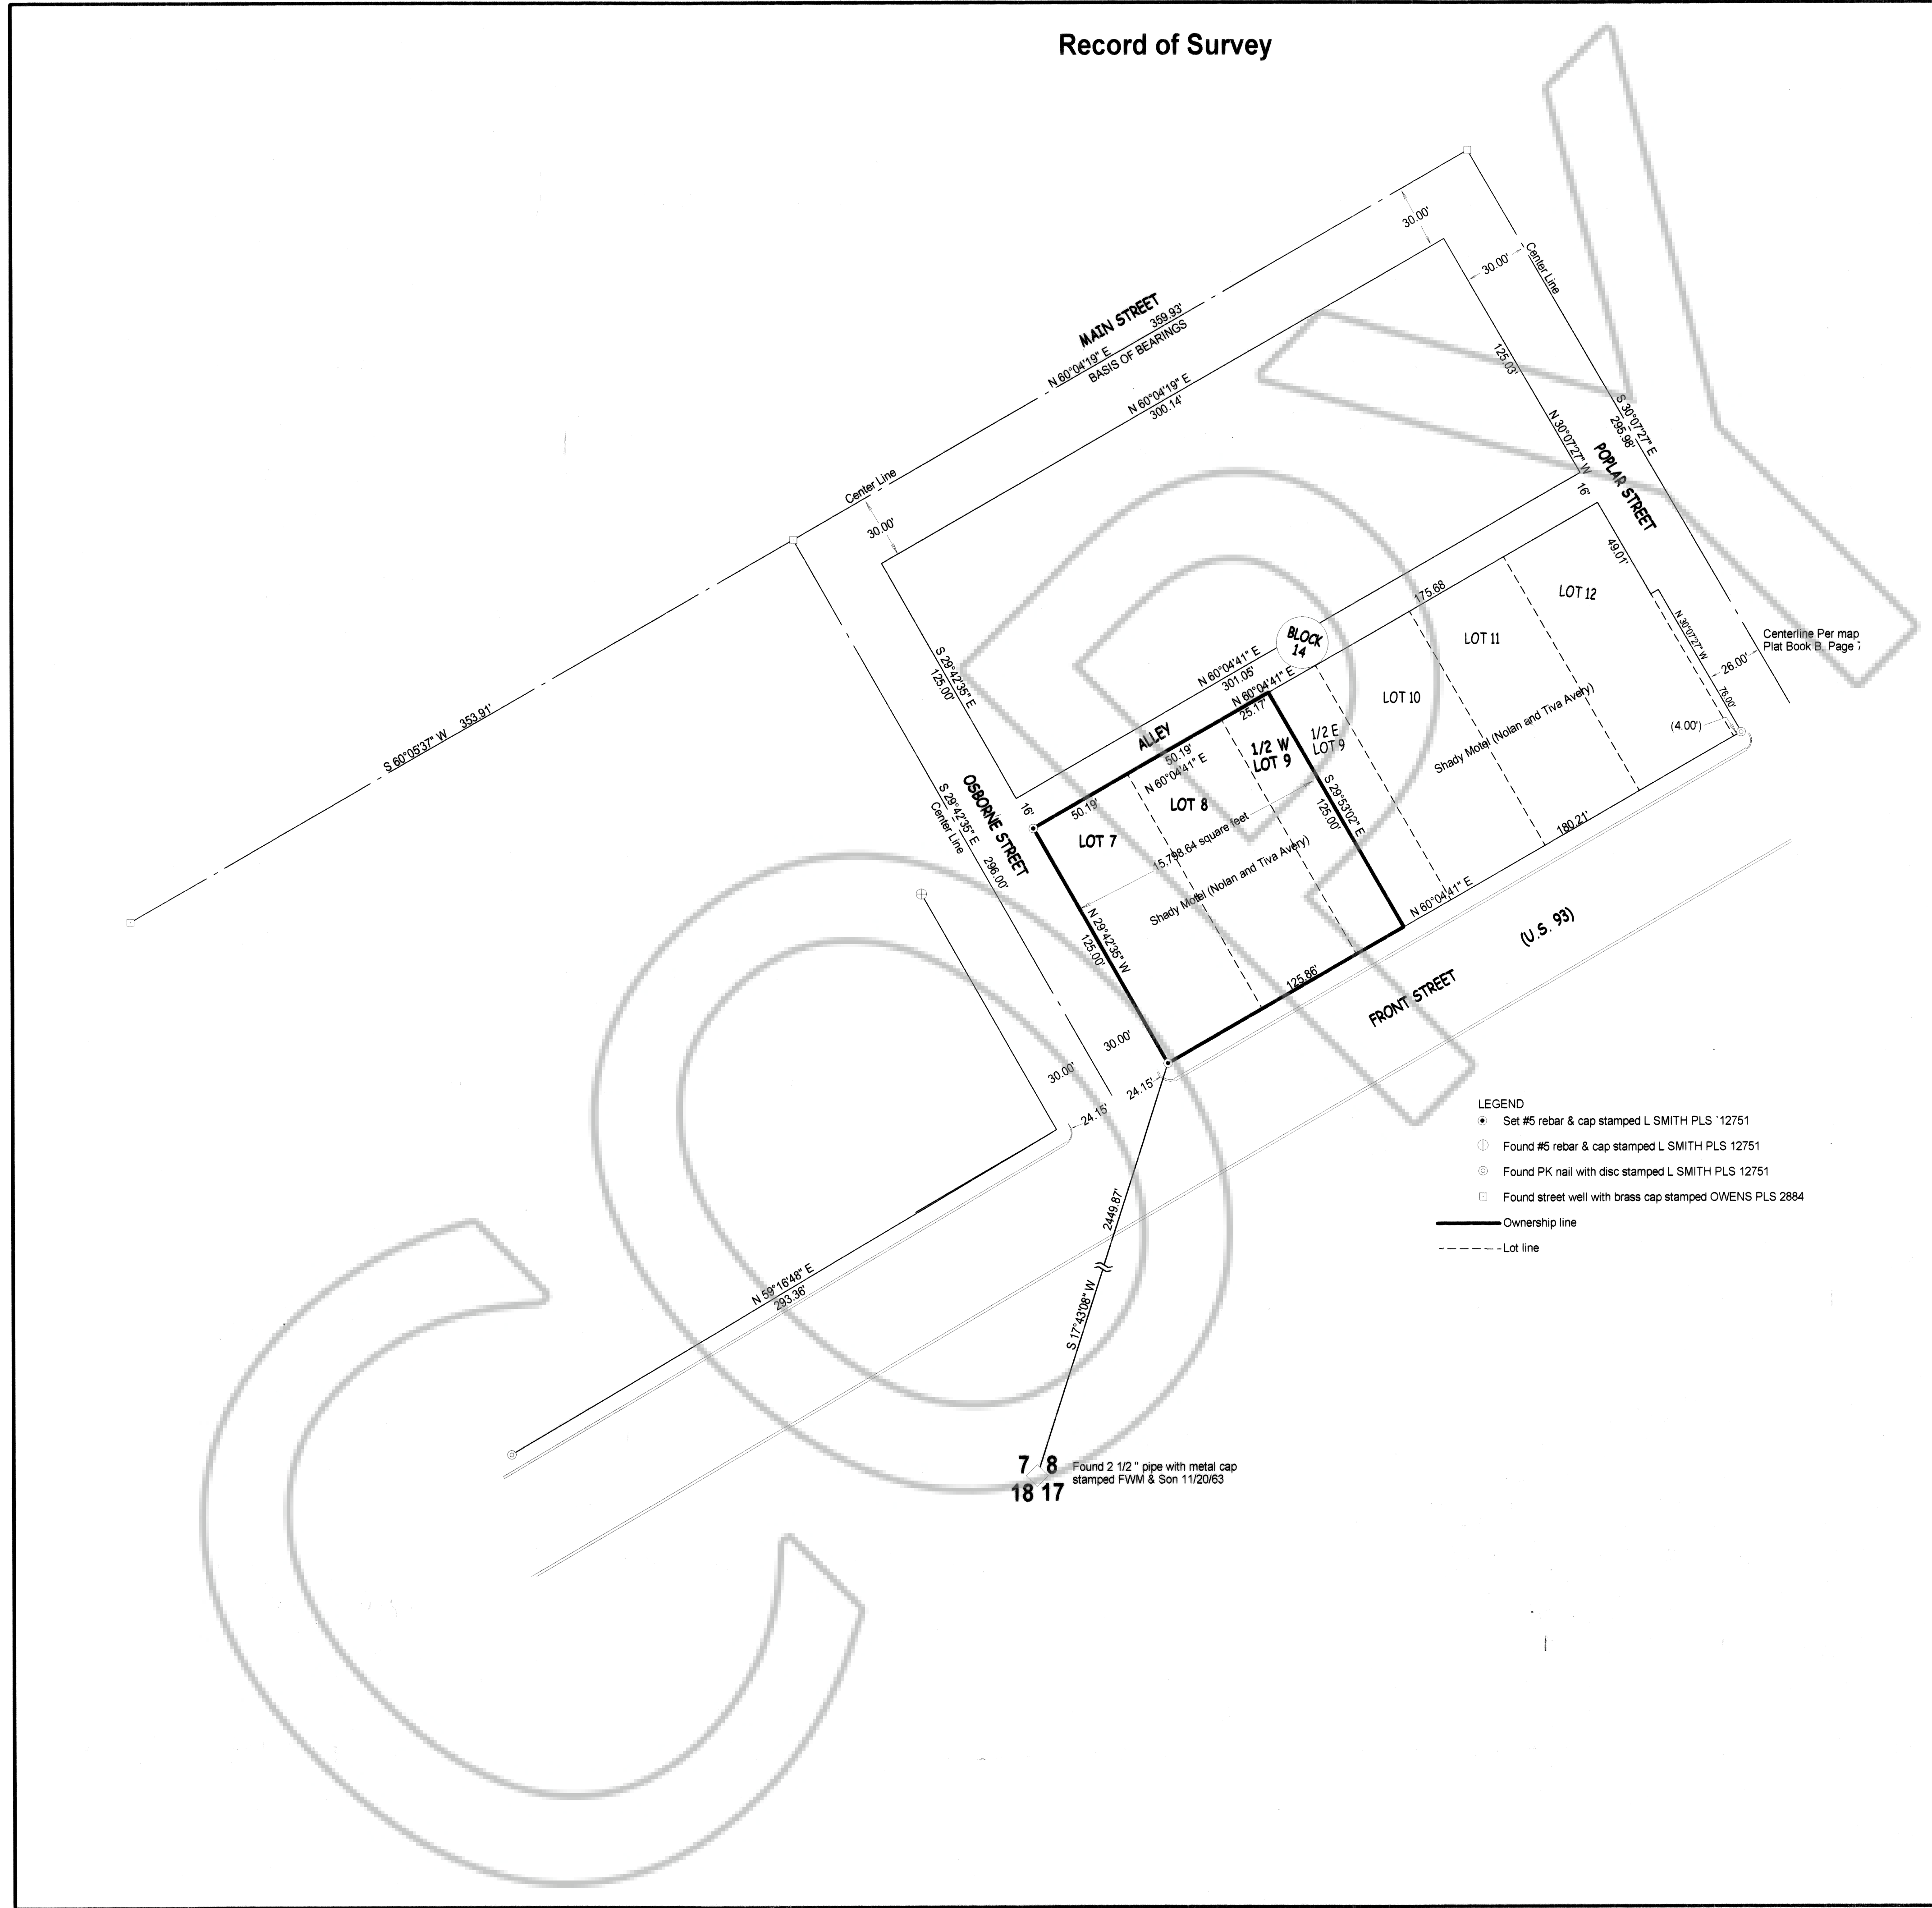 Record of Survey
30.00'
30.00'
Center Line
MAIN STREET
N 60°04'19" E 359.93'
BASIS OF BEARINGS
N 60°04'19" E
300.14'
125.03'
N 30°07'27" W
S 30°07'27" E
295.98'
POPLAR STREET
16'
Center Line
30.00'
49.01'
LOT 12
175.68
N 30°07'27" W
76.00'
Centerline Per map
Plat Book B, Page
26.00'
(4.00')
LOT 11
BLOCK
14
LOT 10
Shady Motel (Nolan and Tiva Avery)
S 29°42'35" E
125.00'
N 60°04'41" E
301.05'
N 60°04'41" E
25.17'
S 60°05'37" W 353.91'
ALLEY
50.19'
N 60°04'41" E
1/2 W
LOT 9
1/2 E
LOT 9
S 29°53'02" E
125.00'
OSBORNE STREET
S 29°42'35" E 296.00'
Center Line
16'
50.19'
LOT 8
LOT 7
15,798.64 square feet
Shady Motel (Nolan and Tiva Avery)
180.21'
N 60°04'41" E
N 29°42'35" W
125.00'
125.86'
(U.S. 93)
FRONT STREET
30.00'
30.00'
24.15'
24.15'
LEGEND
Set #5 rebar & cap stamped L SMITH PLS `12751
Found #5 rebar & cap stamped L SMITH PLS 12751
Found PK nail with disc stamped L SMITH PLS 12751
Found street well with brass cap stamped OWENS PLS 2884
Ownership line
Lot line
2449.87'
S 17°43'08" W
N 59°16'48" E
293.36'
7 8
18 17
Found 2 1/2 " pipe with metal cap
stamped FWM & Son 11/20/63
COPY